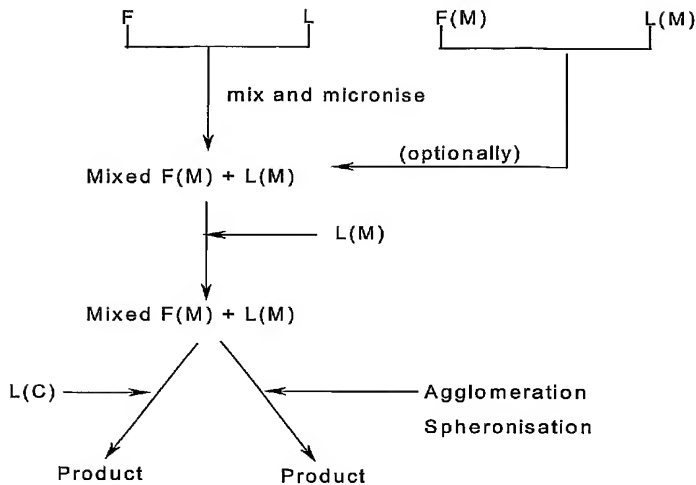 F L F(M) L(M)
mix and micronise
(optionally)
Mixed F(M) + L(M)
L(M)
Mixed F(M) + L(M)
L(C) Agglomeration
Spheronisation
Product Product